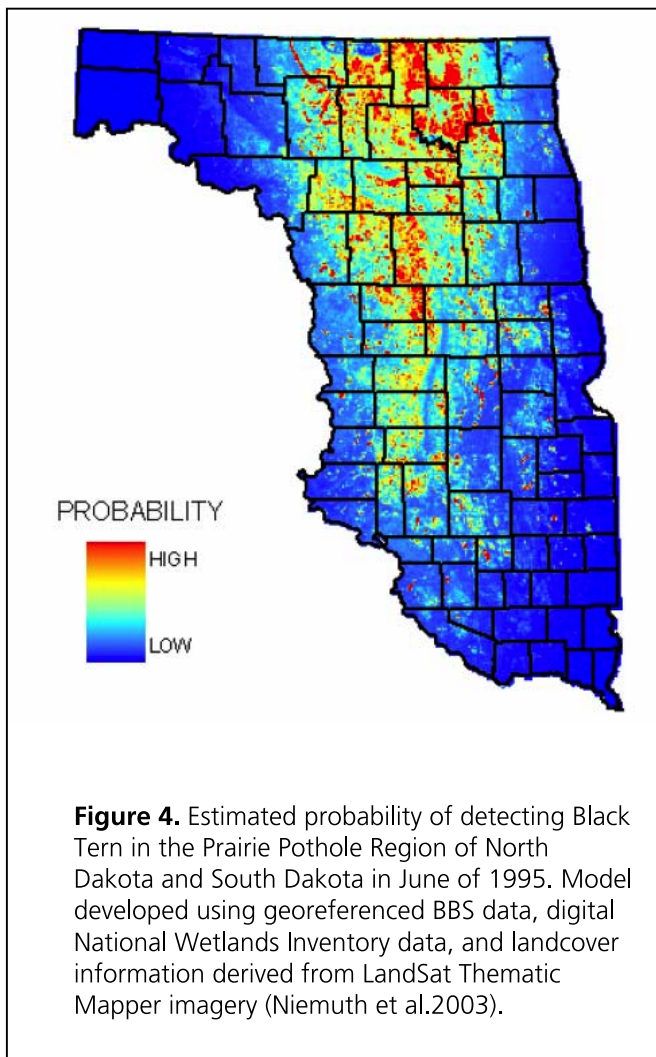 PROBABILITY
HIGH
LOW
Figure 4. Estimated probability of detecting Black
Tern in the Prairie Pothole Region of North
Dakota and South Dakota in June of 1995. Model
developed using georeferenced BBS data, digital
National Wetlands Inventory data, and landcover
information derived from LandSat Thematic
Mapper imagery (Niemuth et al.2003).